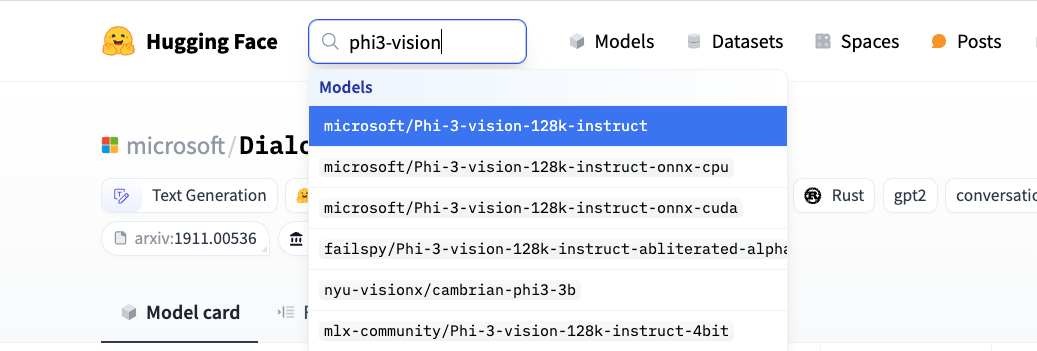 Hugging Face
phi3-vision
Models
Datasets
Spaces
Posts
Models
microsoft/Phi-3-vision-128k-instruct
microsoft/Phi-3-vision-128k-instruct-onnx-cpu
microsoft/Phi-3-vision-128k-instruct-onnx-cuda
failspy/Phi-3-vision-128k-instruct-abliterated-alpha
nyu-visionx/cambrian-phi3-3b
mlx-community/Phi-3-vision-128k-instruct-4bit
microsoft/Dialo
Text Generation
Rust
gpt2
conversatio
arxiv:1911.00536
Model card